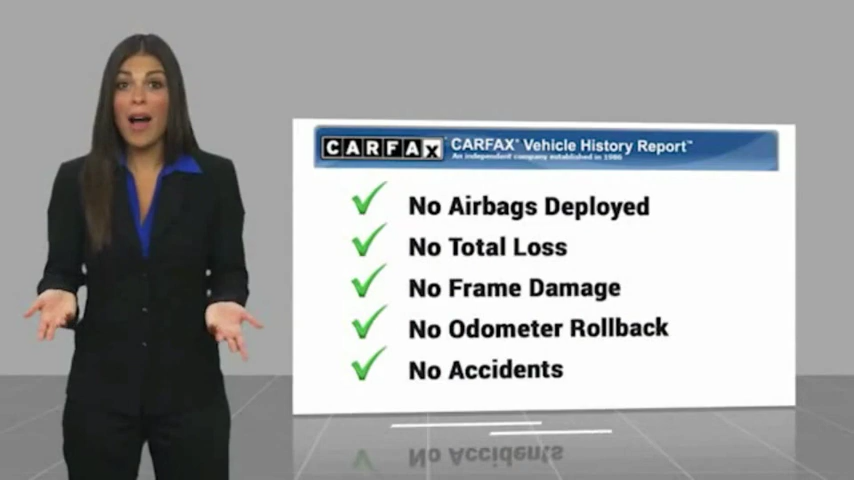 CARFAX CARFAX® Vehicle History Report™
An independent company established in 1986
No Airbags Deployed
No Total Loss
No Frame Damage
No Odometer Rollback
No Accidents
No Accidents